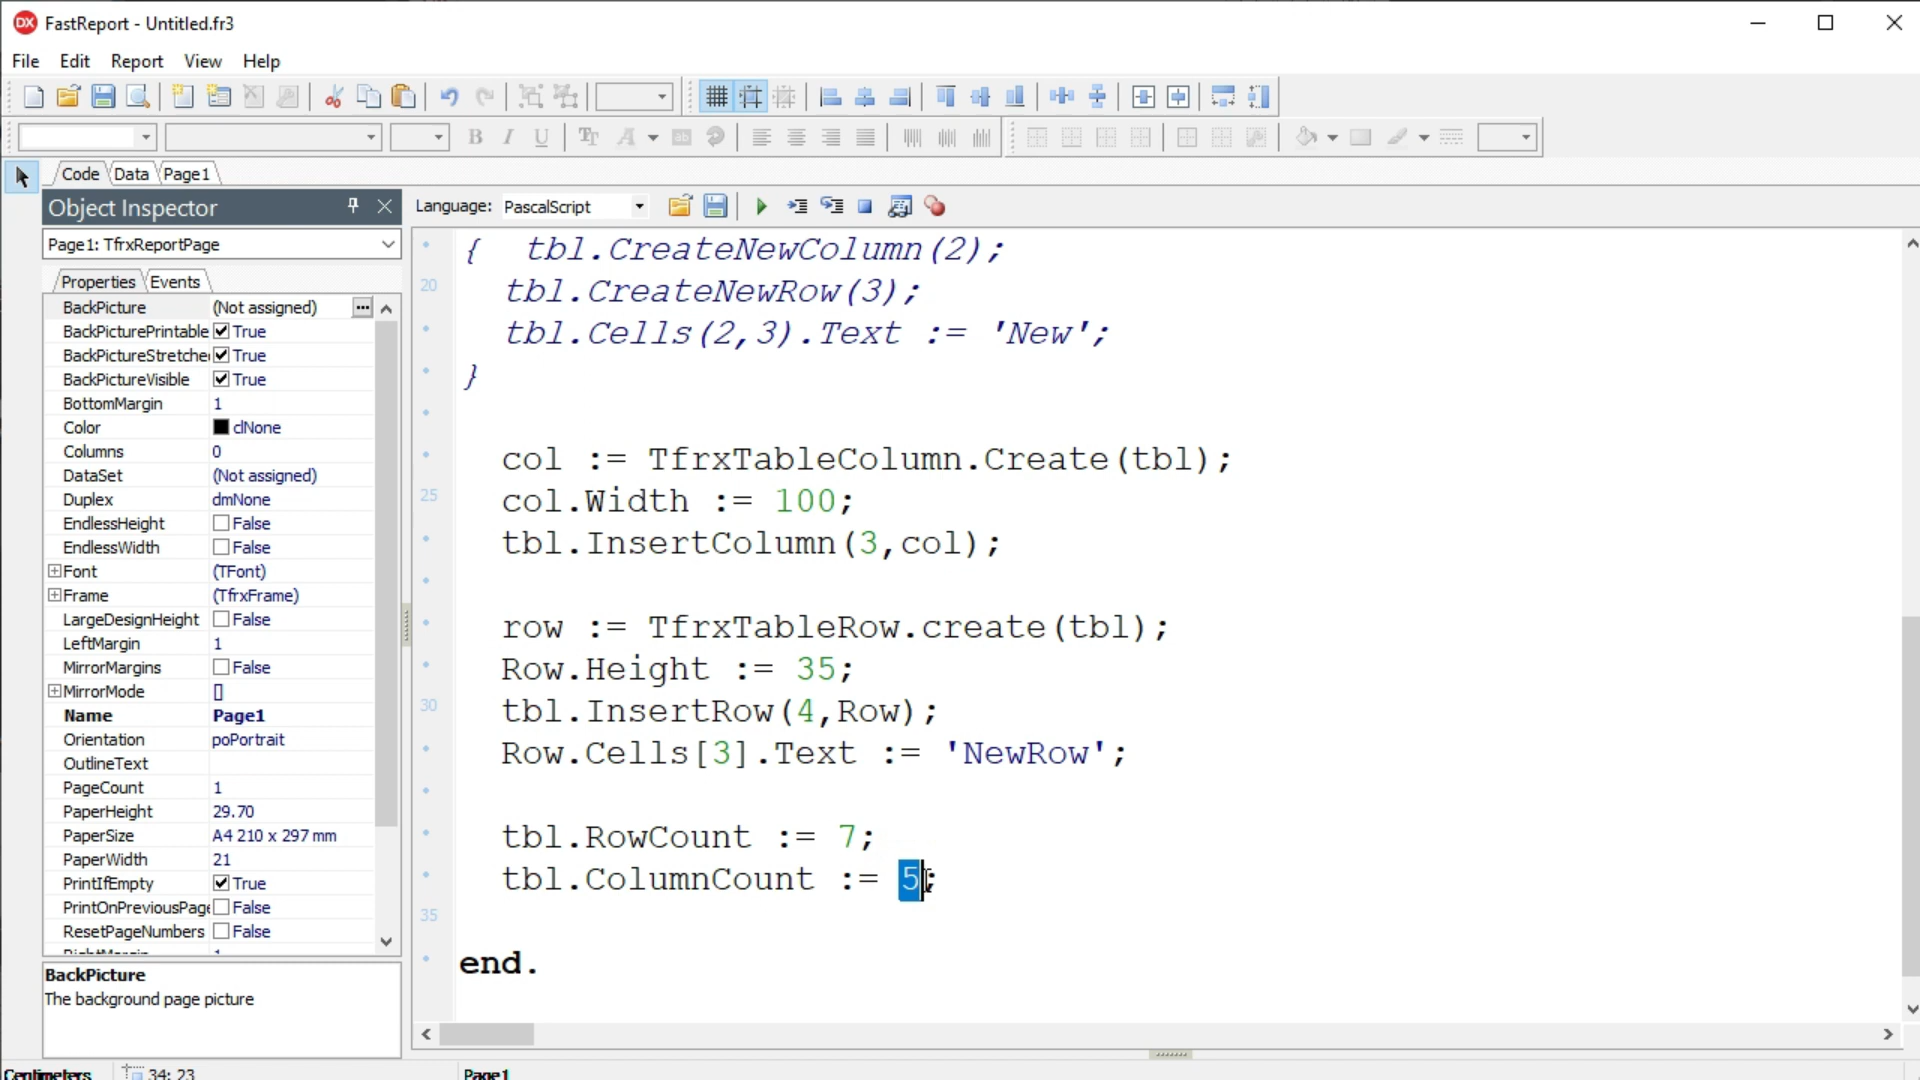 FastReport - Untitled.fr3
File Edit Report View Help
Code Data Page1
Object Inspector
Language: PascalScript
Page1: TfrxReportPage
Properties Events
BackPicture (Not assigned)
BackPicturePrintable True
BackPictureStretche True
BackPictureVisible True
BottomMargin 1
Color clNone
Columns 0
DataSet (Not assigned)
Duplex dmNone
EndlessHeight False
EndlessWidth False
Font (TFont)
Frame (TfrxFrame)
LargeDesignHeight False
LeftMargin 1
MirrorMargins False
MirrorMode []
Name Page1
Orientation poPortrait
OutlineText
PageCount 1
PaperHeight 29.70
PaperSize A4 210 x 297 mm
PaperWidth 21
PrintIfEmpty True
PrintOnPreviousPage False
ResetPageNumbers False
BackPicture
The background page picture
{ tbl.CreateNewColumn(2);
20 tbl.CreateNewRow(3);
tbl.Cells(2,3).Text := 'New';
}
col := TfrxTableColumn.Create(tbl);
25 col.Width := 100;
tbl.InsertColumn(3,col);
row := TfrxTableRow.create(tbl);
Row.Height := 35;
30 tbl.InsertRow(4,Row);
Row.Cells[3].Text := 'NewRow';
tbl.RowCount := 7;
tbl.ColumnCount := 5;
35
end.
Centimeters 34: 23 Page1